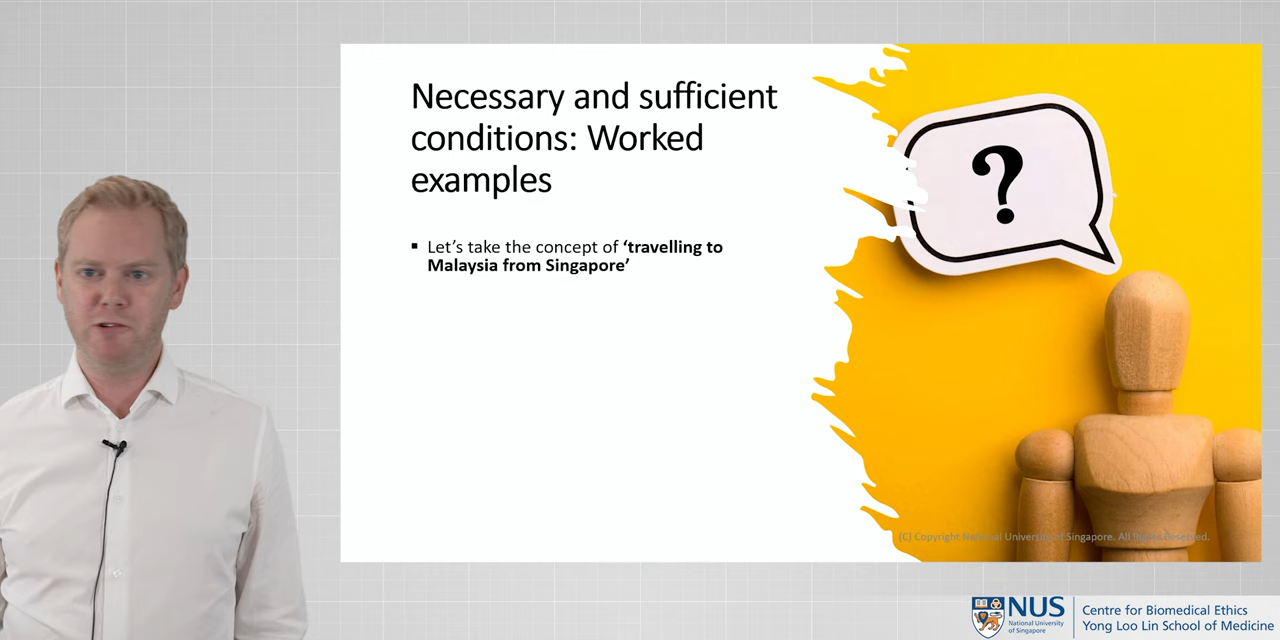 Necessary and sufficient
conditions: Worked
examples
▪ Let’s take the concept of ‘travelling to
Malaysia from Singapore’
?
(C) Copyright National University of Singapore. All Rights Reserved.
NUS
National University
of Singapore
Centre for Biomedical Ethics
Yong Loo Lin School of Medicine